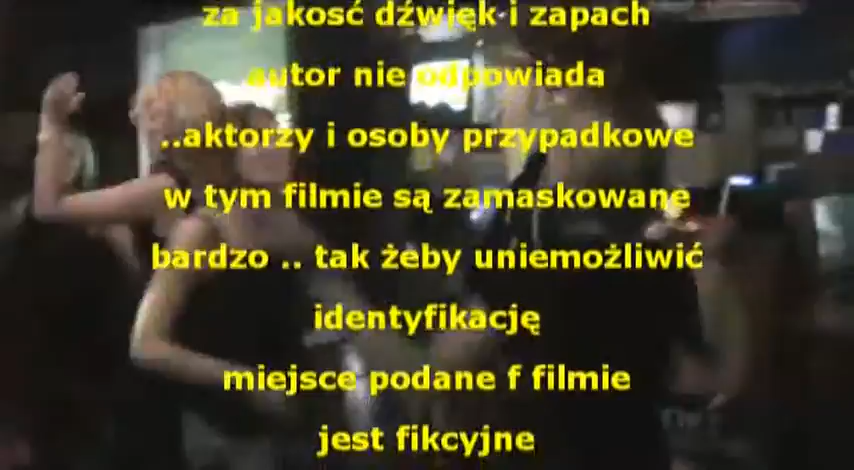 za jakosć dźwięk i zapach
autor nie odpowiada
..aktorzy i osoby przypadkowe
w tym filmie są zamaskowane
bardzo .. tak żeby uniemożliwić
identyfikację
miejsce podane f filmie
jest fikcyjne